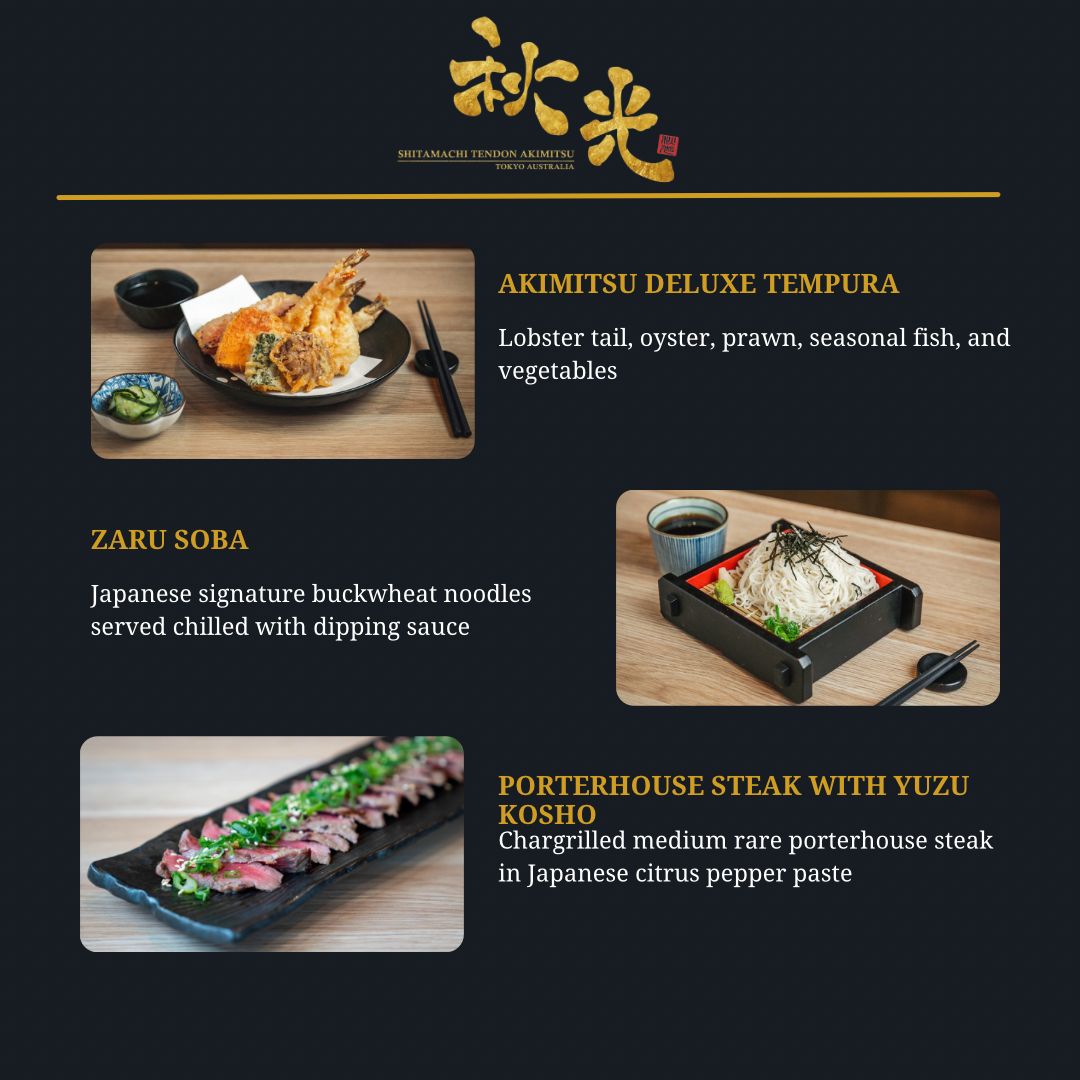 秋光
SHITAMACHI TENDON AKIMITSU
TOKYO AUSTRALIA
AKIMITSU DELUXE TEMPURA
Lobster tail, oyster, prawn, seasonal fish, and
vegetables
ZARU SOBA
Japanese signature buckwheat noodles
served chilled with dipping sauce
PORTERHOUSE STEAK WITH YUZU
KOSHO
Chargrilled medium rare porterhouse steak
in Japanese citrus pepper paste